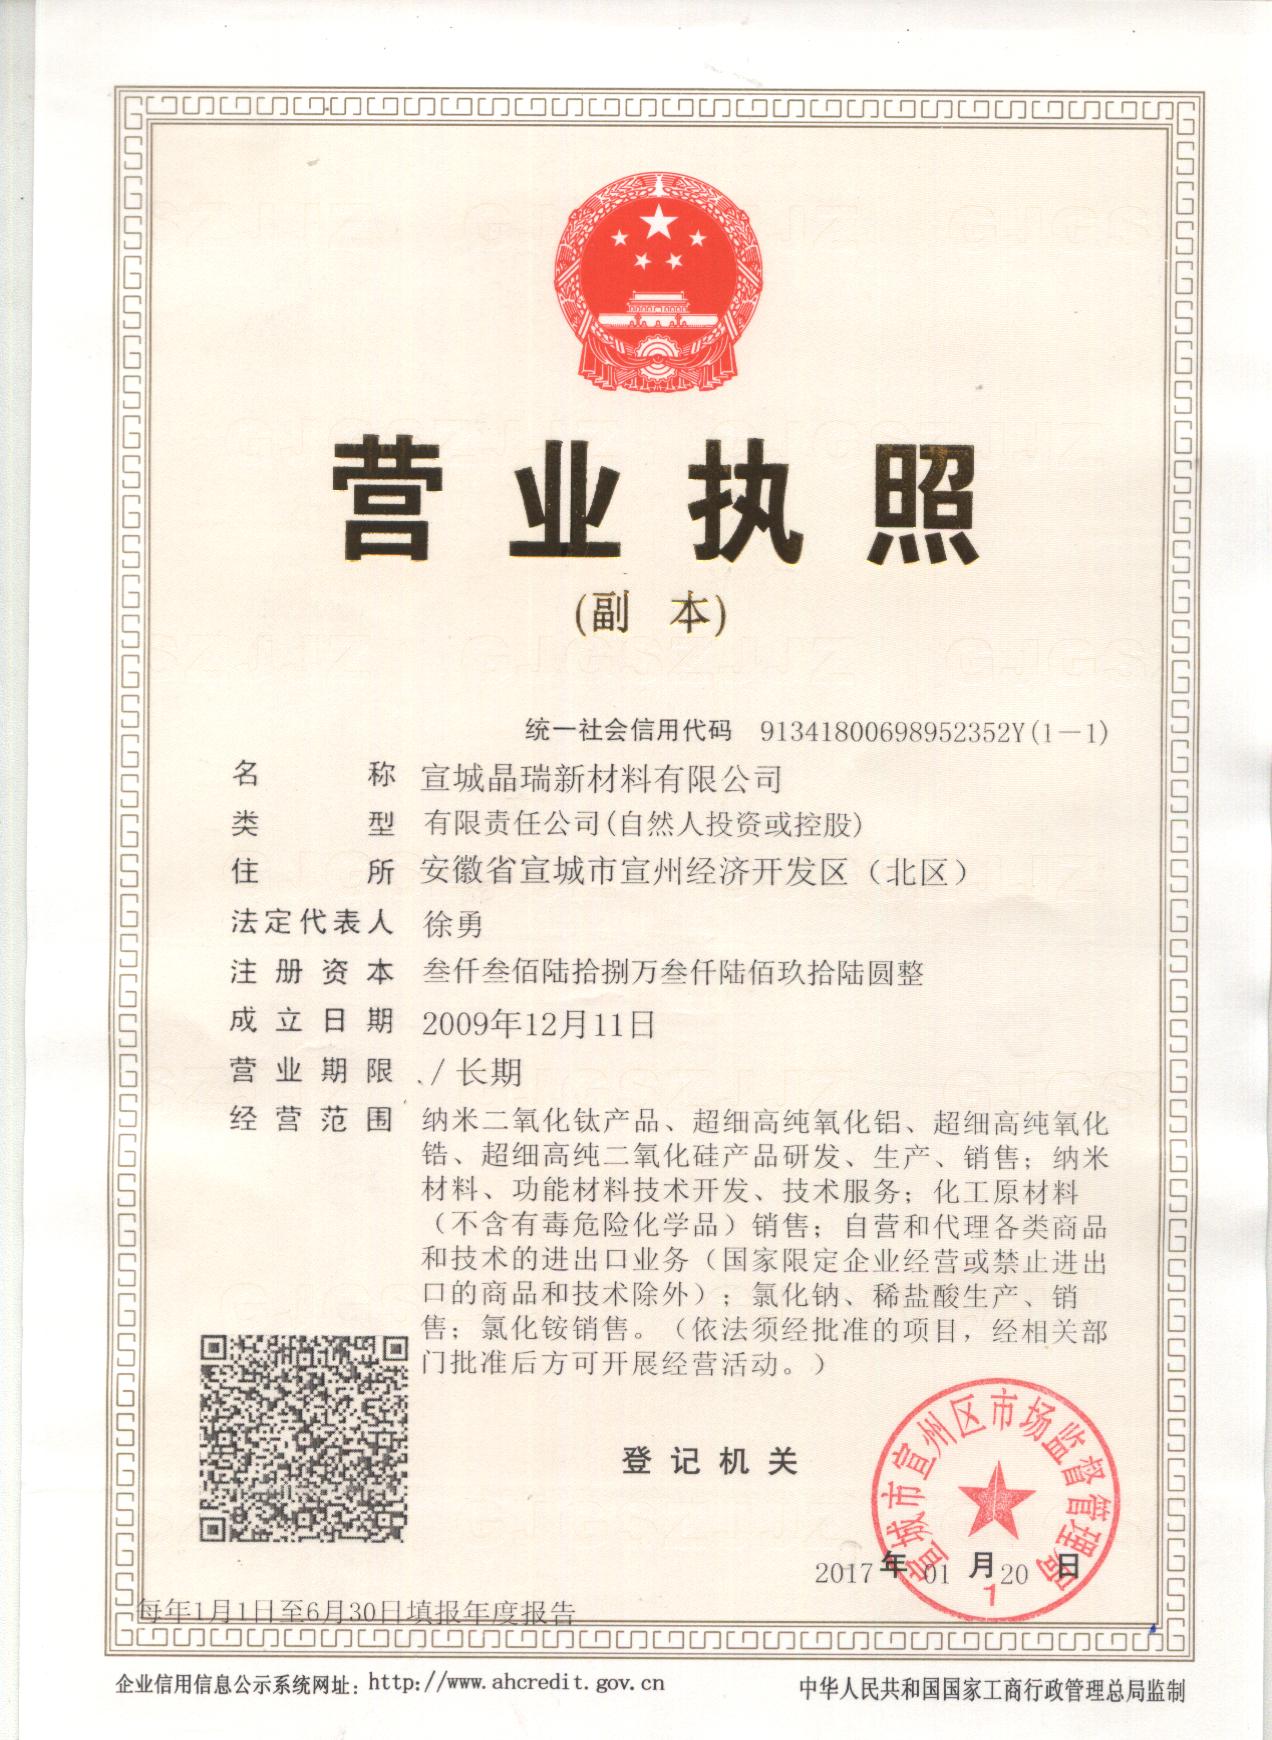 营业执照
(副 本)
统一社会信用代码 91341800698952352Y(1-1)
名称 宣城晶瑞新材料有限公司
类型 有限责任公司(自然人投资或控股)
住所 安徽省宣城市宣州经济开发区（北区）
法定代表人 徐勇
注册资本 叁仟叁佰陆拾捌万叁仟陆佰玖拾陆圆整
成立日期 2009年12月11日
营业期限 / 长期
经营范围 纳米二氧化钛产品、超细高纯氧化铝、超细高纯氧化
锆、超细高纯二氧化硅产品研发、生产、销售；纳米
材料、功能材料技术开发、技术服务；化工原材料
（不含有毒危险化学品）销售；自营和代理各类商品
和技术的进出口业务（国家限定企业经营或禁止进出
口的商品和技术除外）；氯化钠、稀盐酸生产、销
售；氯化铵销售。（依法须经批准的项目，经相关部
门批准后方可开展经营活动。）
登记机关
宣城市宣州区市场监督管理局
1
2017年01月20日
每年1月1日至6月30日填报年度报告
企业信用信息公示系统网址：http://www.ahcredit.gov.cn
中华人民共和国国家工商行政管理总局监制